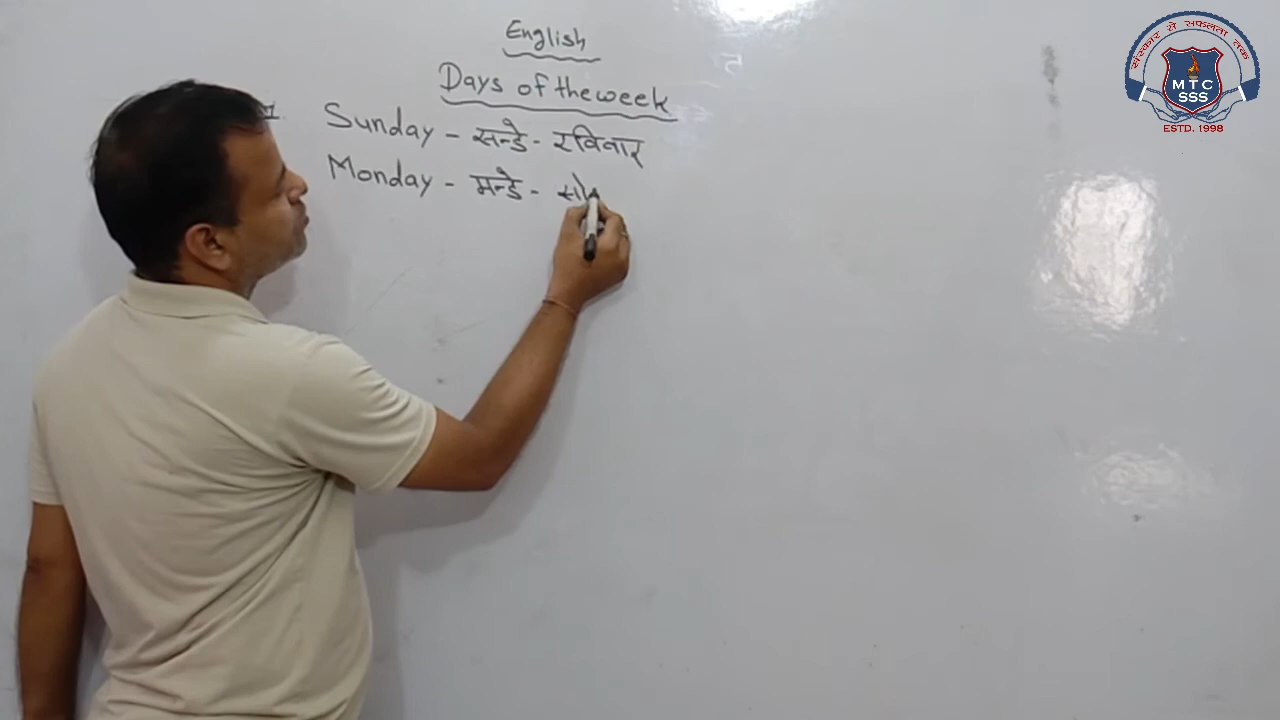 English
Days of the week
Sunday - सन्डे - रविवार
Monday - मन्डे - सो
संस्कार से सफलता तक
MTC
SSS
ESTD. 1998